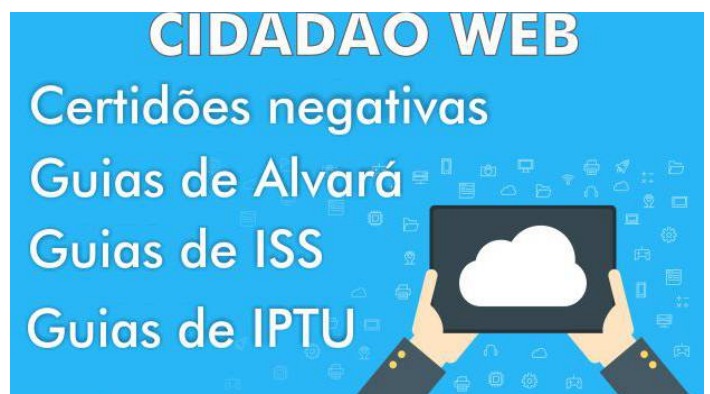 CIDADAO WEB
Certidões negativas
Guias de Alvará
Guias de ISS
Guias de IPTU